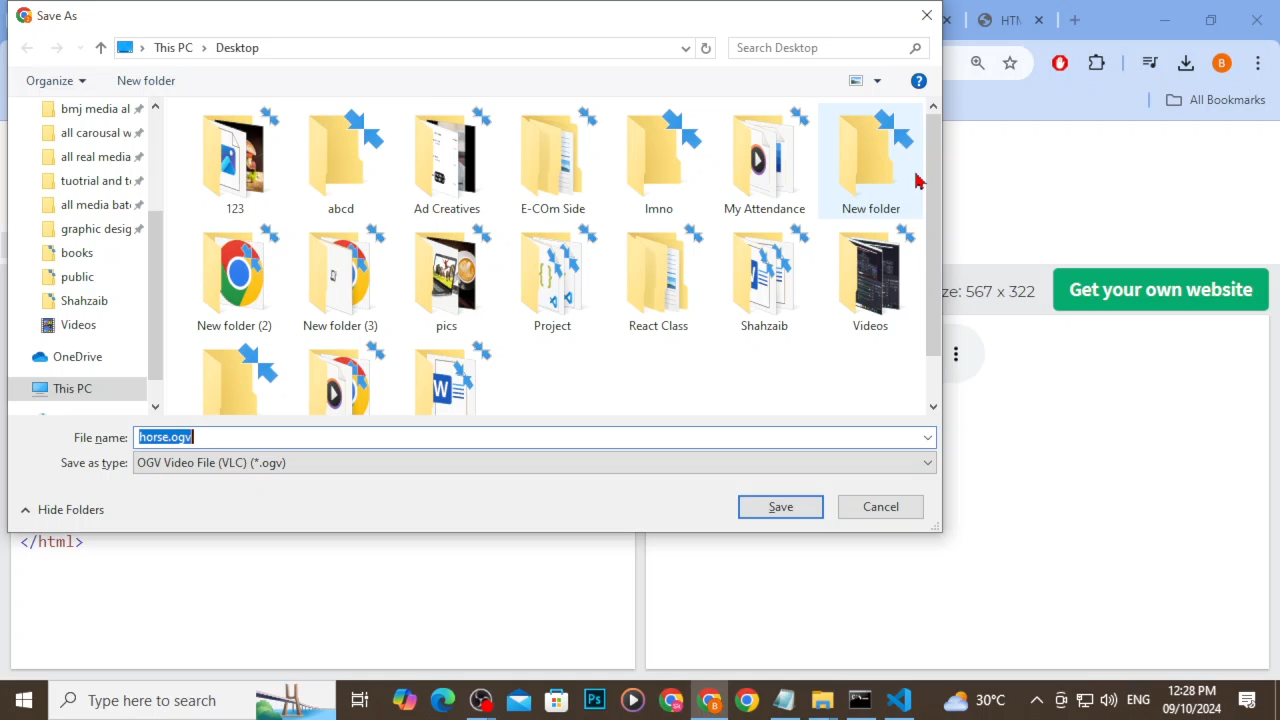 Save As
HTM
This PC > Desktop
Search Desktop
Organize
New folder
All Bookmarks
bmj media al
all carousal w
all real media
tuotrial and t
all media bat
graphic desig
books
public
Shahzaib
Videos
OneDrive
This PC
123
abcd
Ad Creatives
E-COm Side
lmno
My Attendance
New folder
New folder (2)
New folder (3)
pics
Project
React Class
Shahzaib
Videos
ze: 567 x 322
Get your own website
File name: horse.ogv
Save as type: OGV Video File (VLC) (*.ogv)
Hide Folders
Save
Cancel
</html>
Type here to search
30°C
ENG
12:28 PM
09/10/2024